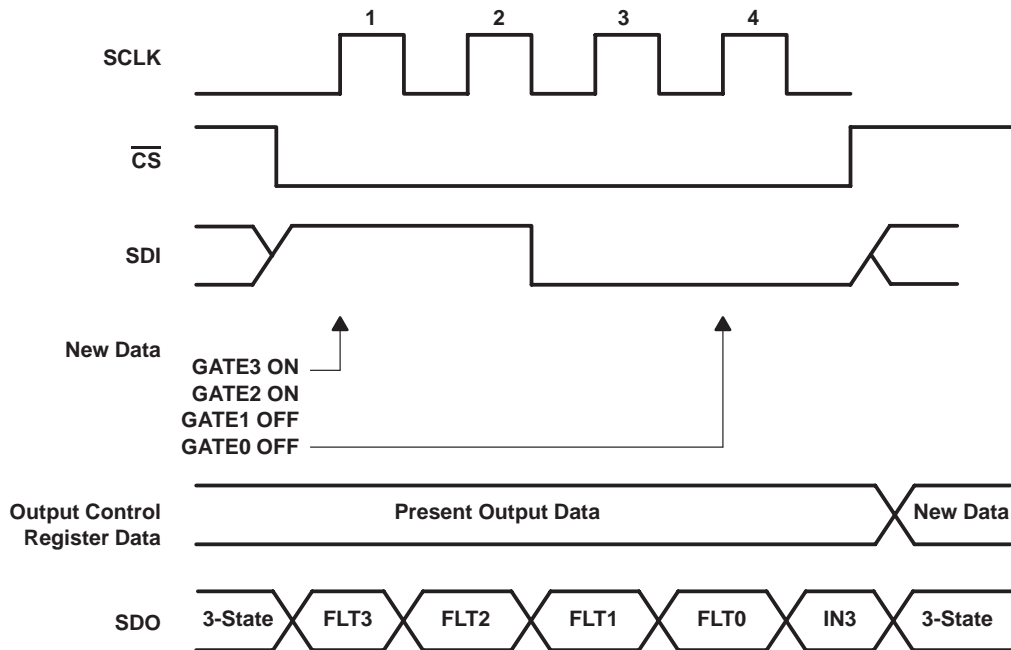 1 2 3 4
SCLK
CS
SDI
New Data
GATE3 ON
GATE2 ON
GATE1 OFF
GATE0 OFF
Output Control
Register Data
Present Output Data
New Data
SDO
3-State FLT3 FLT2 FLT1 FLT0 IN3 3-State